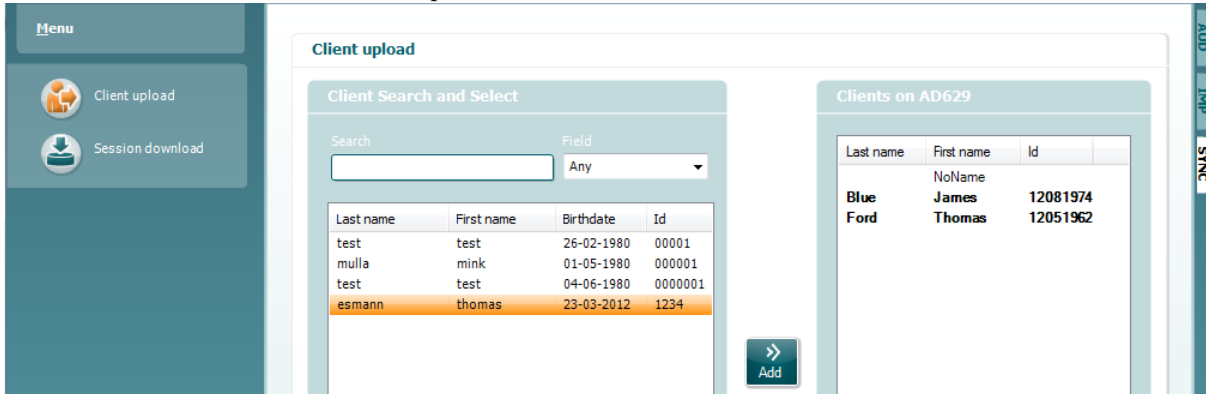 Menu
Client upload
Session download
Client upload
Client Search and Select
Search
Field
Any
Last name First name Birthdate Id
test test 26-02-1980 00001
mulla mink 01-05-1980 000001
test test 04-06-1980 0000001
esmann thomas 23-03-2012 1234
Add
Clients on AD629
Last name First name Id
NoName
Blue James 12081974
Ford Thomas 12051962
AUD
IMP
SYNC